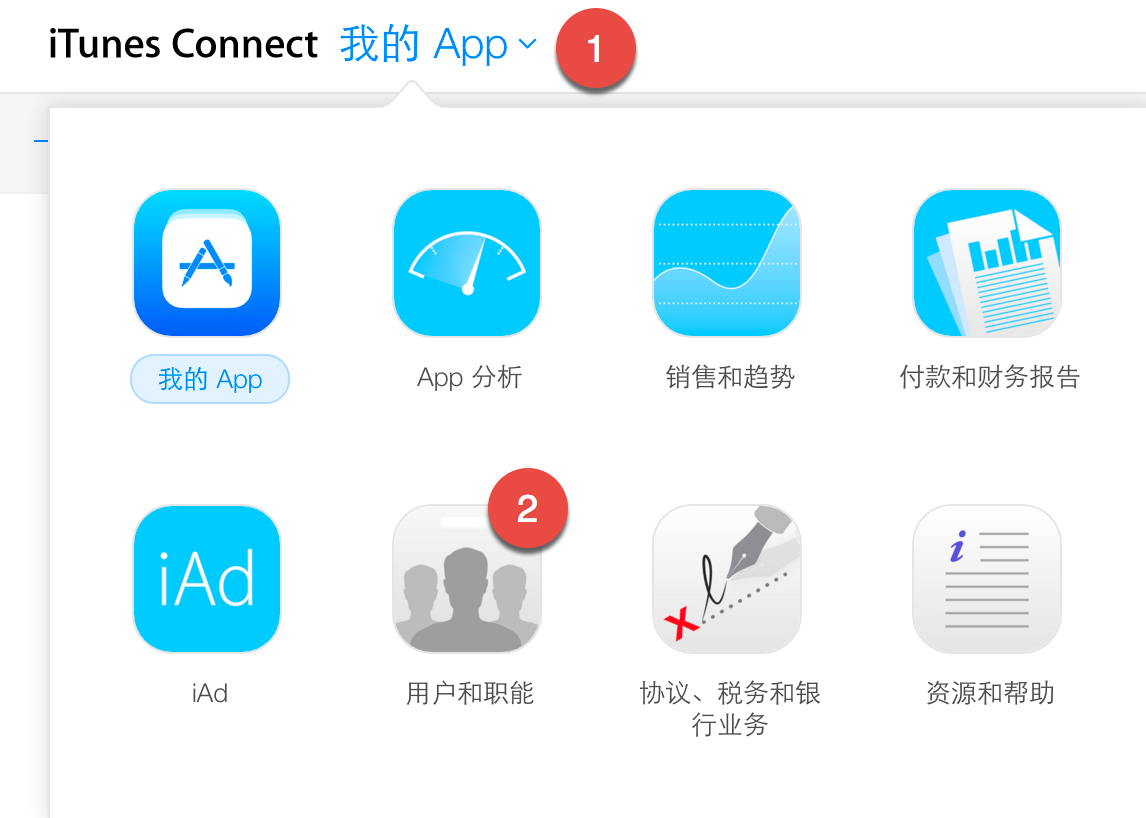 iTunes Connect 我的 App 1
我的 App
App 分析
销售和趋势
付款和财务报告
2
iAd
iAd
用户和职能
协议、税务和银
行业务
i
资源和帮助